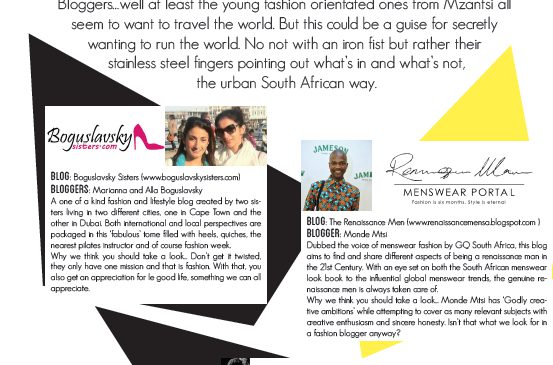 Bloggers...well at least the young fashion orientated ones from Mzantsi all
seem to want to travel the world. But this could be a guise for secretly
wanting to run the world. No not with an iron fist but rather their
stainless steel fingers pointing out what's in and what's not,
the urban South African way.
Boguslavsky
sisters.com
BLOG: Boguslavsky Sisters (www.boguslavskysisters.com)
BLOGGERS: Marianna and Alla Boguslavsky
A one of a kind fashion and lifestyle blog created by two sis-
ters living in two different cities, one in Cape Town and the
other in Dubai. Both international and local perspectives are
packaged in this 'fabulous' tome filled with heels, quiches, the
nearest pilates instructor and of course fashion week.
Why we think you should take a look... Don't get it twisted,
they only have one mission and that is fashion. With that, you
also get an appreciation for le good life, something we can all
appreciate.
JAMESON
MENSWEAR PORTAL
Fashion is six months, Style is eternal
BLOG: The Renaissance Men (www.renaissancemensa.blogspot.com )
BLOGGER: Monde Mtsi
Dubbed the voice of menswear fashion by GQ South Africa, this blog
aims to find and share different aspects of being a renaissance man in
the 21st Century. With an eye set on both the South African menswear
look book to the influential global menswear trends, the genuine re-
naissance men is always taken care of.
Why we think you should take a look... Monde Mtsi has 'Godly crea-
tive ambitions' while attempting to cover as many relevant subjects with
creative enthusiasm and sincere honesty. Isn't that what we look for in
a fashion blogger anyway?